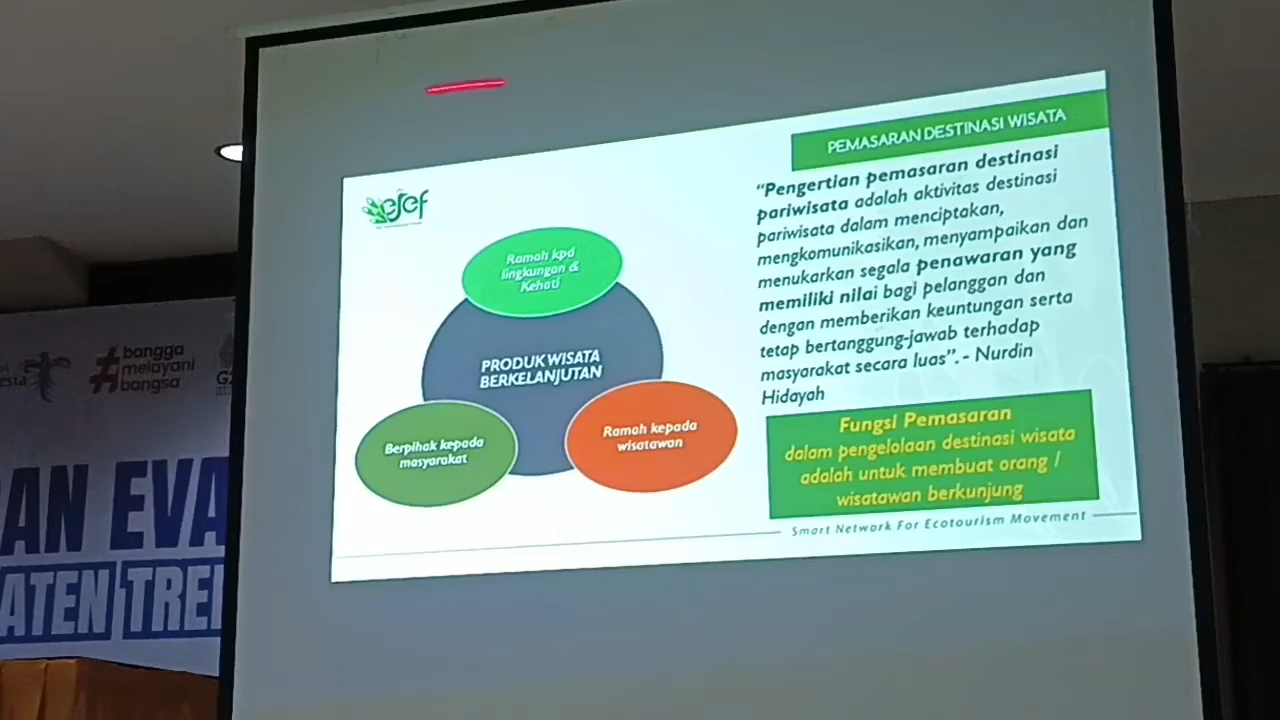 PEMASARAN DESTINASI WISATA
"Pengertian pemasaran destinasi
pariwisata adalah aktivitas destinasi
pariwisata dalam menciptakan,
mengkomunikasikan, menyampaikan dan
menukarkan segala penawaran yang
memiliki nilai bagi pelanggan dan
dengan memberikan keuntungan serta
tetap bertanggung-jawab terhadap
masyarakat secara luas". - Nurdin
Hidayah
Fungsi Pemasaran
dalam pengelolaan destinasi wisata
adalah untuk membuat orang /
wisatawan berkunjung
Smart Network For Ecotourism Movement
Ramah kpd
lingkungan &
Kehati
PRODUK WISATA
BERKELANJUTAN
Berpihak kepada
masyarakat
Ramah kepada
wisatawan
#bangga
melayani
bangsa
AN EVA
ATEN TRE